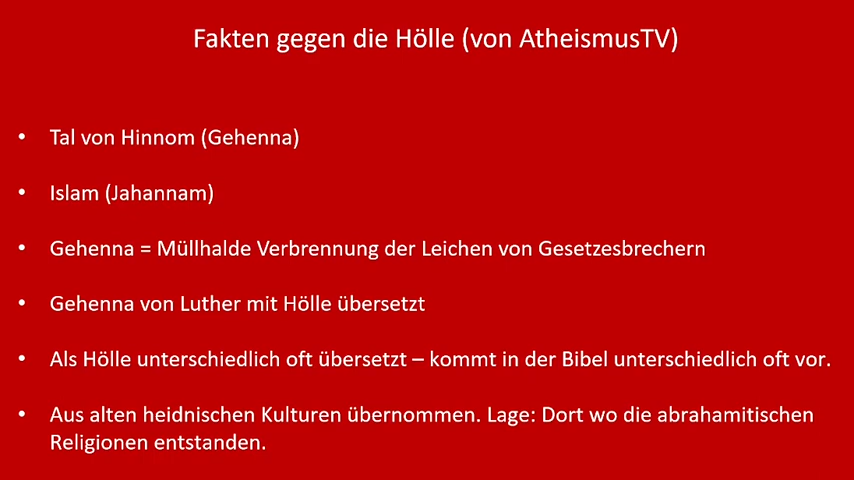 Fakten gegen die Hölle (von AtheismusTV)
• Tal von Hinnom (Gehenna)
• Islam (Jahannam)
• Gehenna = Müllhalde Verbrennung der Leichen von Gesetzesbrechern
• Gehenna von Luther mit Hölle übersetzt
• Als Hölle unterschiedlich oft übersetzt – kommt in der Bibel unterschiedlich oft vor.
• Aus alten heidnischen Kulturen übernommen. Lage: Dort wo die abrahamitischen
Religionen entstanden.